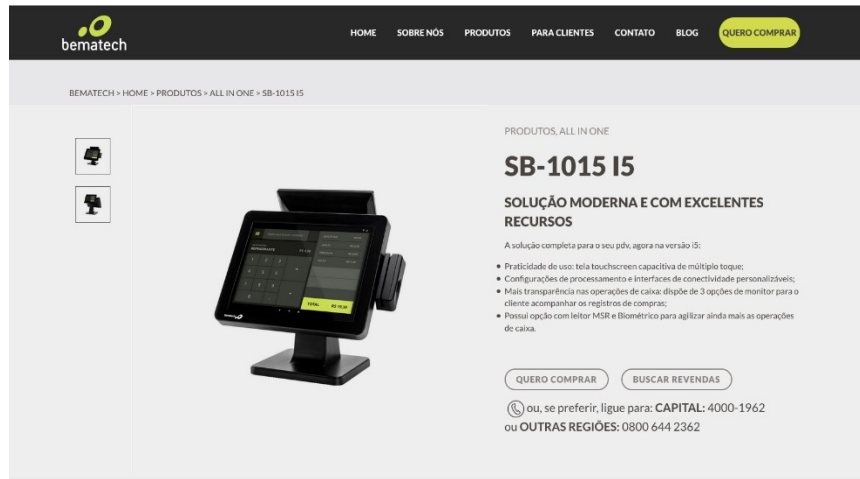 bematech
HOME SOBRE NÓS PRODUTOS PARA CLIENTES CONTATO BLOG QUERO COMPRAR
BEMATECH > HOME > PRODUTOS > ALL IN ONE > SB-1015 I5
PRODUTOS, ALL IN ONE
SB-1015 I5
SOLUÇÃO MODERNA E COM EXCELENTES
RECURSOS
A solução completa para o seu pdv, agora na versão i5:
• Praticidade de uso: tela touchscreen capacitiva de múltiplo toque;
• Configurações de processamento e interfaces de conectividade personalizáveis;
• Mais transparência nas operações de caixa: dispõe de 3 opções de monitor para o
cliente acompanhar os registros de compras;
• Possui opção com leitor MSR e Biométrico para agilizar ainda mais as operações
de caixa.
QUERO COMPRAR BUSCAR REVENDAS
ou, se preferir, ligue para: CAPITAL: 4000-1962
ou OUTRAS REGIÕES: 0800 644 2362
TOTAL
bematech